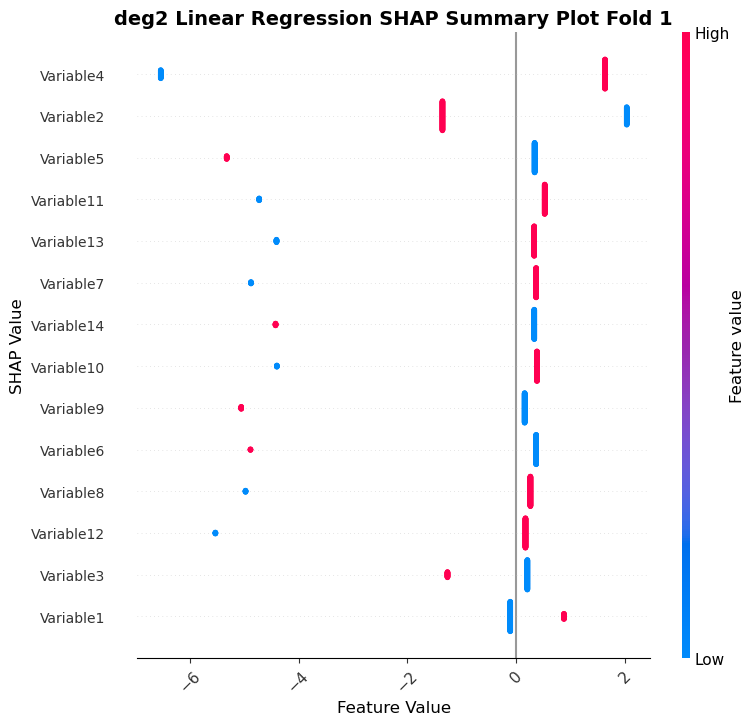 deg2 Linear Regression SHAP Summary Plot Fold 1
High
Variable4
Variable2
Variable5
Variable11
Variable13
Variable7
Variable14
Variable10
Variable9
Variable6
Variable8
Variable12
Variable3
Variable1
SHAP Value
Feature value
Low
−6
−4
−2
0
2
Feature Value